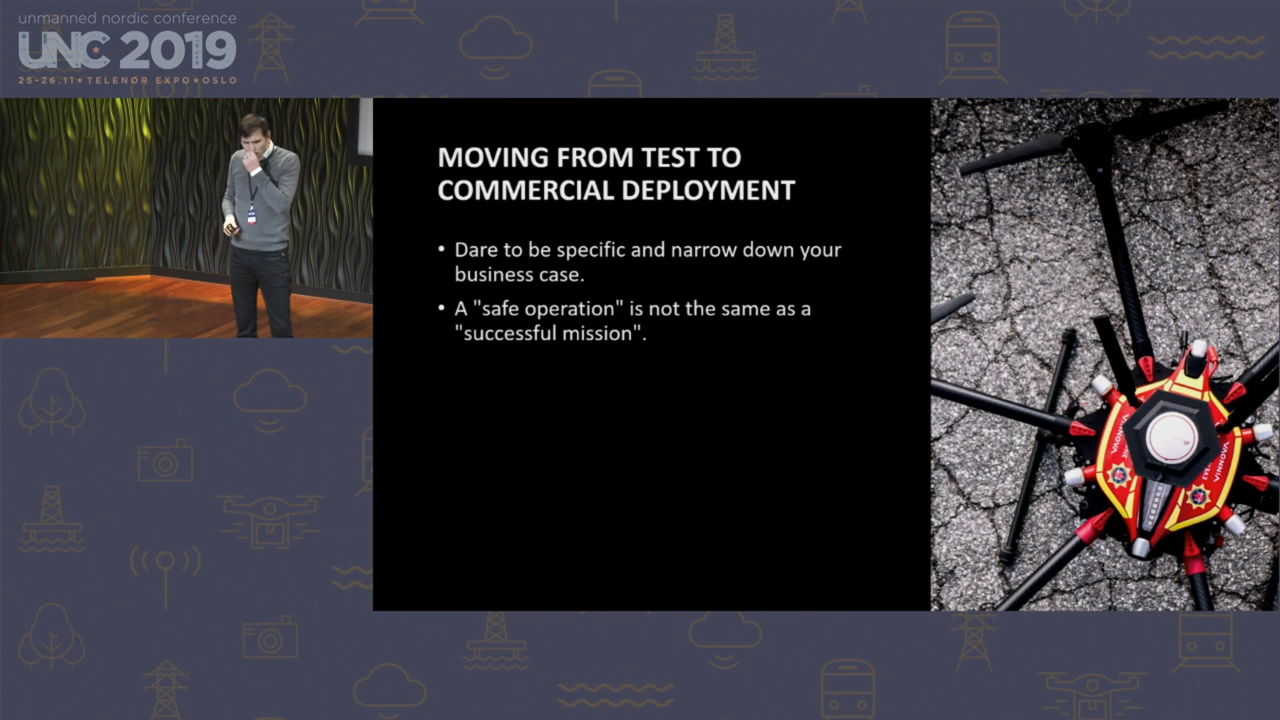 unmanned nordic conference
UNC 2019
25-26.11★TELENOR EXPO★OSLO
MOVING FROM TEST TO
COMMERCIAL DEPLOYMENT
• Dare to be specific and narrow down your
business case.
• A "safe operation" is not the same as a
"successful mission".
VINNOVA